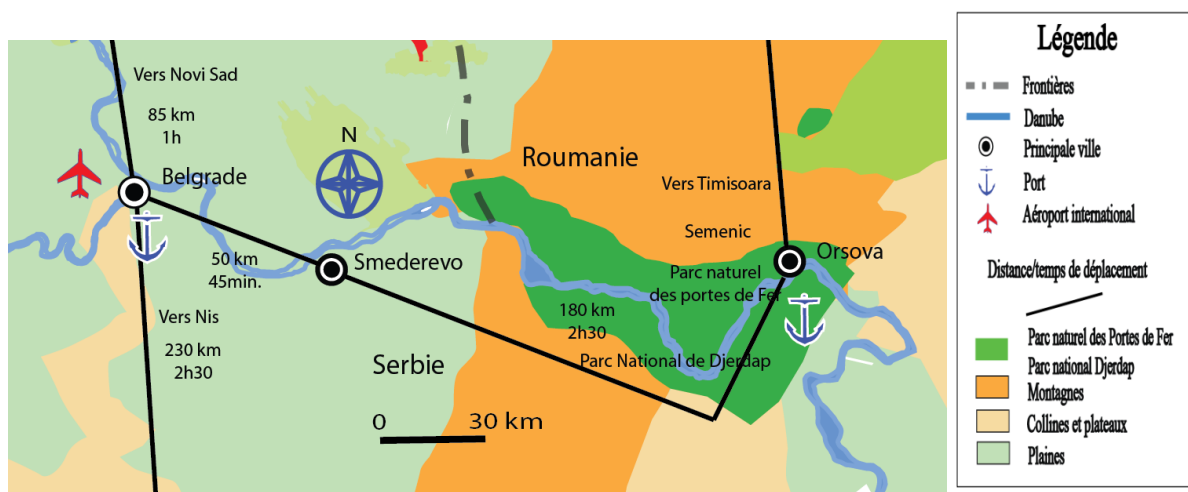 Vers Novi Sad
85 km
1h
N
Belgrade
Roumanie
Vers Timisoara
Semenic
Orsova
50 km
45min.
Smederevo
Parc naturel
des portes de Fer
180 km
2h30
Vers Nis
230 km
2h30
Serbie
Parc National de Djerdap
0 30 km
Légende
Frontières
Danube
Principale ville
Port
Aéroport international
Distance/temps de déplacement
Parc naturel des Portes de Fer
Parc national Djerdap
Montagnes
Collines et plateaux
Plaines